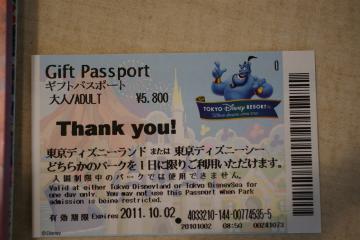 Gift Passport
ギフトパスポート
大人/ADULT ¥5,800
TOKYO Disney RESORT
Thank you!
東京ディズニーランド または 東京ディズニーシー
どちらかのパークを1日に限りご利用いただけます。
入園制限中のパークでは使用できません。
Valid at either Tokyo Disneyland or Tokyo DisneySea for
one day only. You may not use this Passport when Park
admission is being restricted.
有効期限 Expires 2011.10.02
4033210-144-00774535-5
20101002 08:50 00241073
©Disney
0